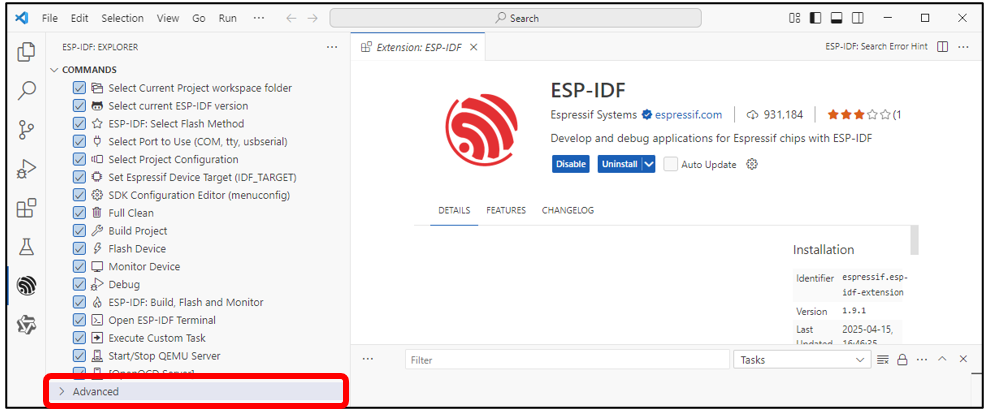 File Edit Selection View Go Run ··· Search
ESP-IDF: EXPLORER ···
COMMANDS
Select Current Project workspace folder
Select current ESP-IDF version
ESP-IDF: Select Flash Method
Select Port to Use (COM, tty, usbserial)
Select Project Configuration
Set Espressif Device Target (IDF_TARGET)
SDK Configuration Editor (menuconfig)
Full Clean
Build Project
Flash Device
Monitor Device
Debug
ESP-IDF: Build, Flash and Monitor
Open ESP-IDF Terminal
Execute Custom Task
Start/Stop QEMU Server
[OpenOCD Server]
Advanced
Extension: ESP-IDF
ESP-IDF: Search Error Hint ···
ESP-IDF
Espressif Systems espressif.com 931,184 (1
Develop and debug applications for Espressif chips with ESP-IDF
Disable Uninstall Auto Update
DETAILS FEATURES CHANGELOG
Installation
Identifier espressif.esp-
idf-extension
Version 1.9.1
Last 2025-04-15,
Updated 16:46:25
··· Filter Tasks ···